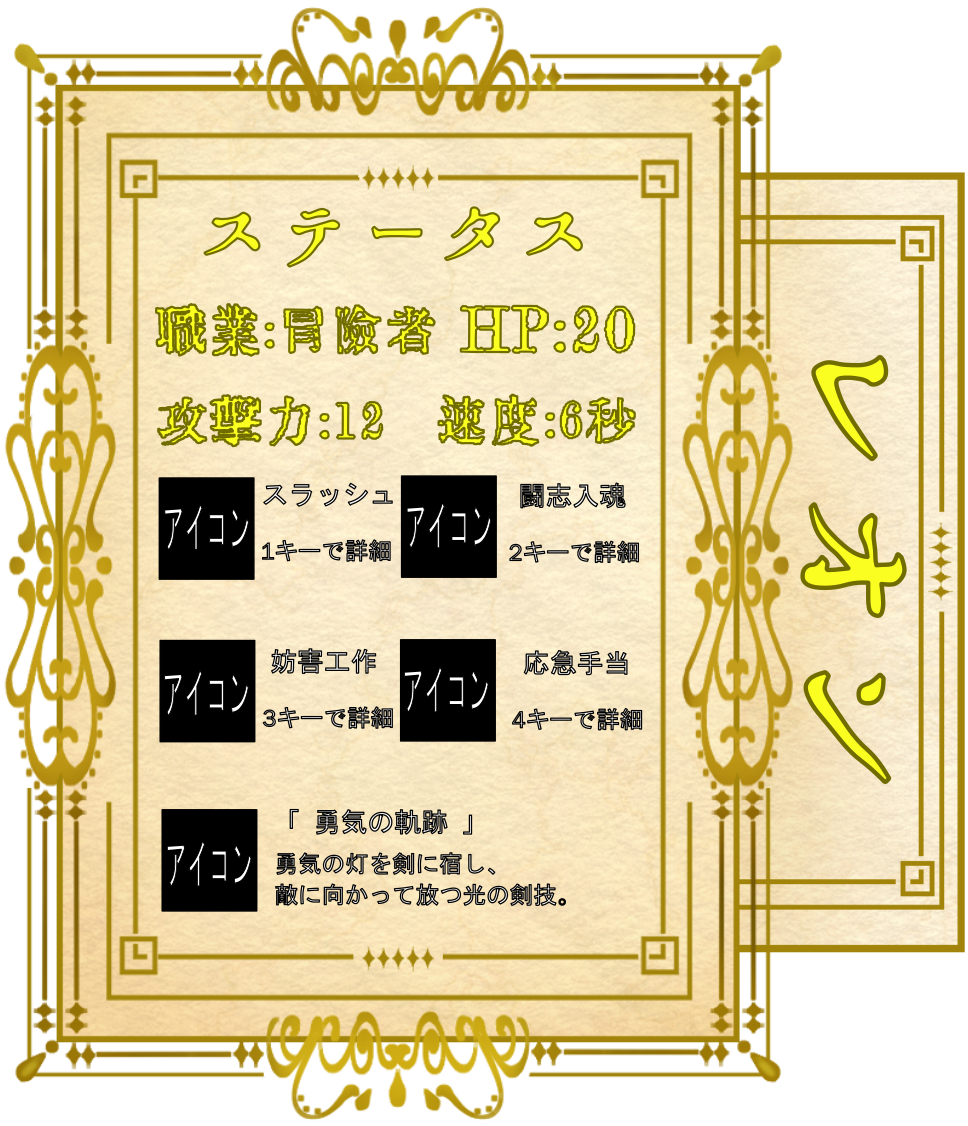 ステータス
職業:冒険者 HP:20
攻撃力:12 速度:6秒
アイコン スラッシュ 1キーで詳細
アイコン 闘志入魂 2キーで詳細
アイコン 妨害工作 3キーで詳細
アイコン 応急手当 4キーで詳細
アイコン 「 勇気の軌跡 」
勇気の灯を剣に宿し、
敵に向かって放つ光の剣技。
レオン